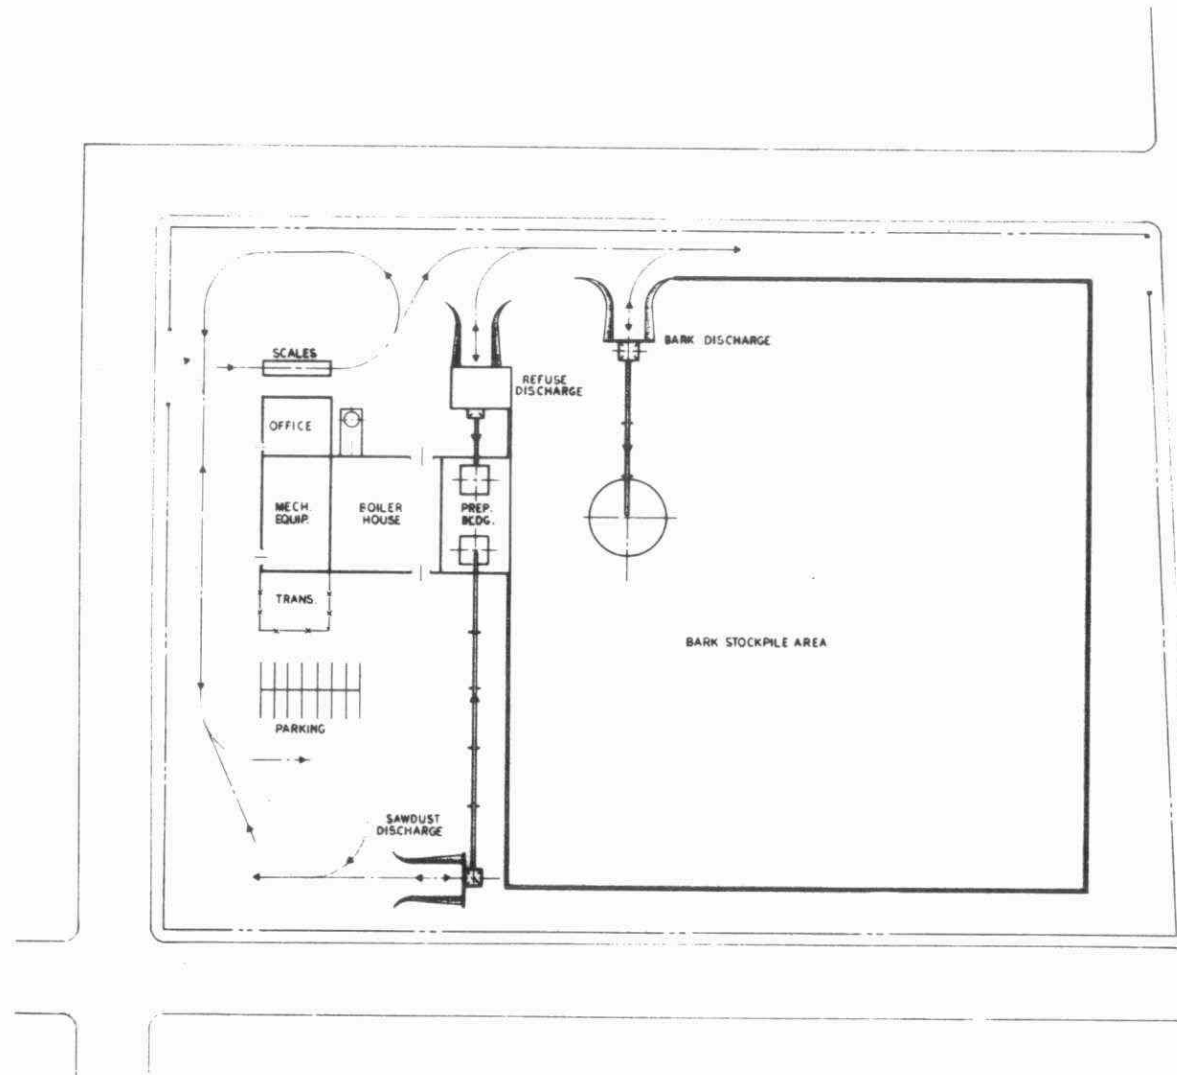 SCALES
BARK DISCHARGE
REFUSE
DISCHARGE
OFFICE
MECH.
EQUIP.
BOILER
HOUSE
PREP.
BLDG.
TRANS.
BARK STOCKPILE AREA
PARKING
SAWDUST
DISCHARGE